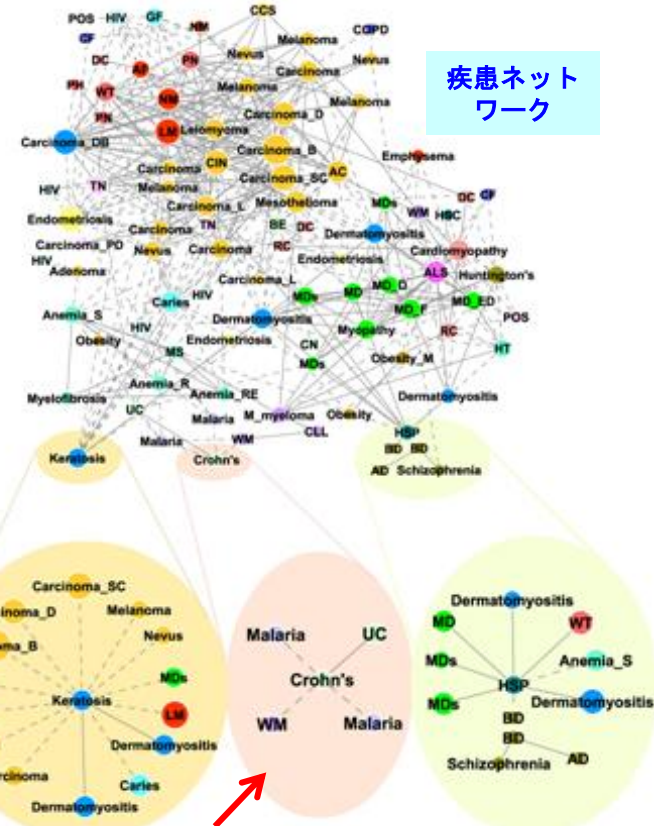 CCS
POS
HIV
GF
NM
CF
Melanoma
Nevus
Nevus
DC
AF
PN
Carcinoma
PH
WT
NM
Melanoma
Melanoma
疾患ネット
ワーク
PN
Carcinoma_D
LM
Leiomyoma
Carcinoma_DB
Carcinoma_B
Emphysema
Carcinoma
CIN
AC
Carcinoma_SC
HIV
TN
Melanoma
Mesothelioma
MDs
DC
CF
Carcinoma_L
WM
Endometriosis
Carcinoma
TN
BE
DC
Dermatomyositis
Carcinoma_PD
Nevus
Carcinoma
RC
Endometriosis
Cardiomyopathy
HIV
Adenoma
Carcinoma_L
ALS
Huntington's
MDs
MD
MD_D
MD_F
MD_ED
Caries
HIV
Anemia_S
HIV
Dermatomyositis
Myopathy
RC
POS
Obesity
MS
Endometriosis
CN
MDs
Obesity_M
HT
Anemia_R
Myelofibrosis
Anemia_RE
UC
Malaria
M_myeloma
Obesity
Dermatomyositis
Malaria
WM
CLL
HSP
Keratosis
Crohn's
BD
BD
AD
Schizophrenia
Carcinoma_SC
inoma_D
Melanoma
oma_B
Nevus
Keratosis
MDs
LM
Dermatomyositis
rcinoma
Caries
Dermatomyositis
Malaria
UC
Crohn's
WM
Malaria
Dermatomyositis
MD
WT
MDs
Anemia_S
HSP
MDs
Dermatomyositis
BD
BD
Schizophrenia
AD